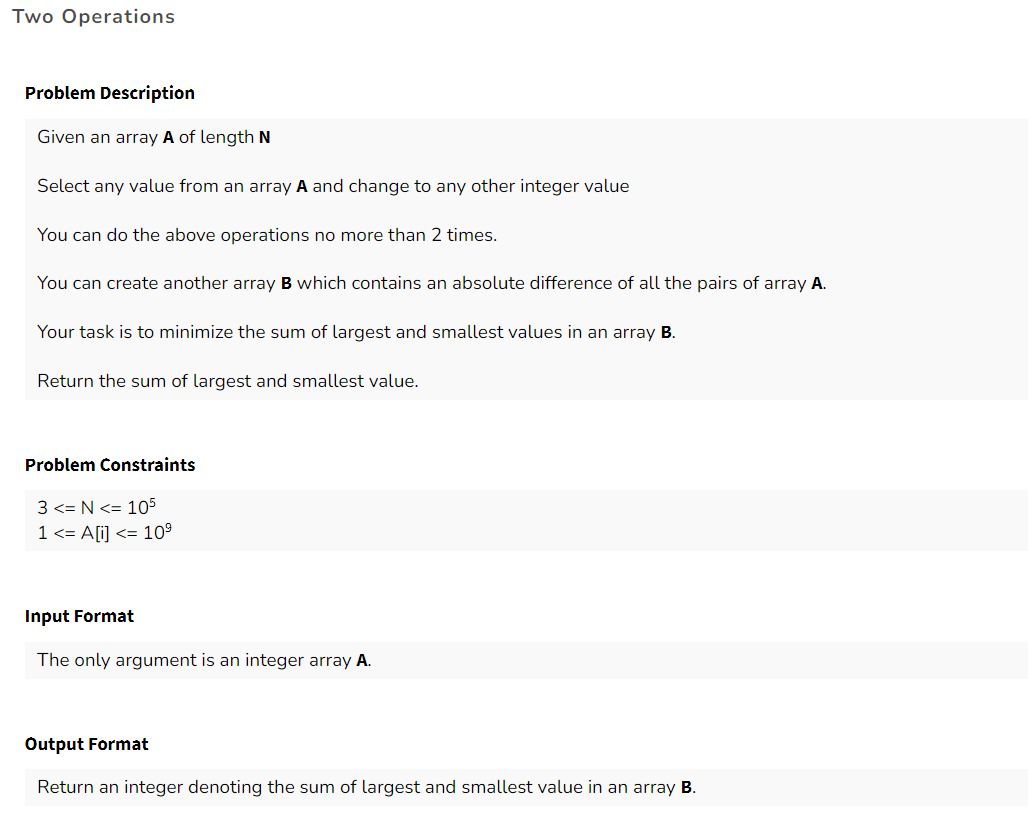 Two Operations
Problem Description
Given an array A of length N
Select any value from an array A and change to any other integer value
You can do the above operations no more than 2 times.
You can create another array B which contains an absolute difference of all the pairs of array A.
Your task is to minimize the sum of largest and smallest values in an array B.
Return the sum of largest and smallest value.
Problem Constraints
3 <= N <= 10⁵
1 <= A[i] <= 10⁹
Input Format
The only argument is an integer array A.
Output Format
Return an integer denoting the sum of largest and smallest value in an array B.